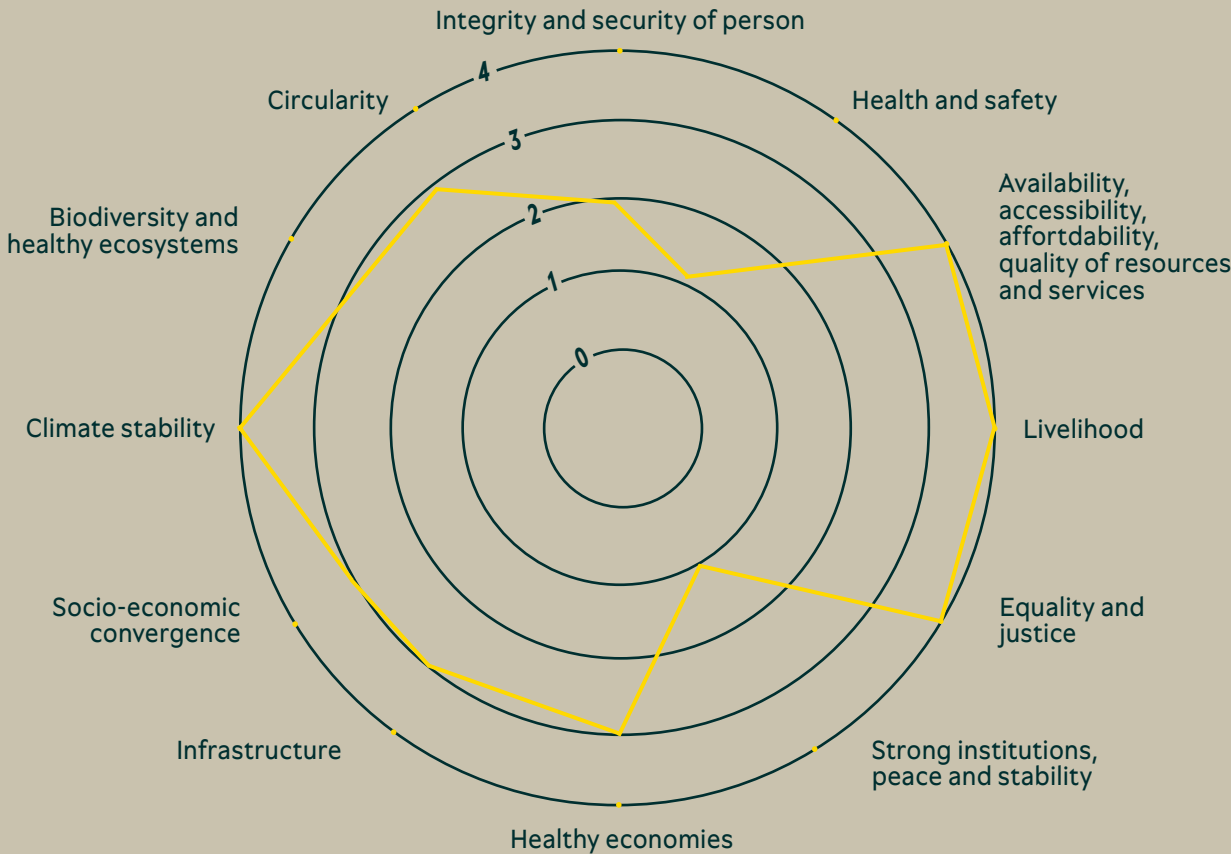 Integrity and security of person
4
Circularity
Health and safety
3
Availability,
accessibility,
affortdability,
quality of resources
and services
Biodiversity and
healthy ecosystems
2
1
0
Climate stability
Livelihood
Socio-economic
convergence
Equality and
justice
Infrastructure
Strong institutions,
peace and stability
Healthy economies